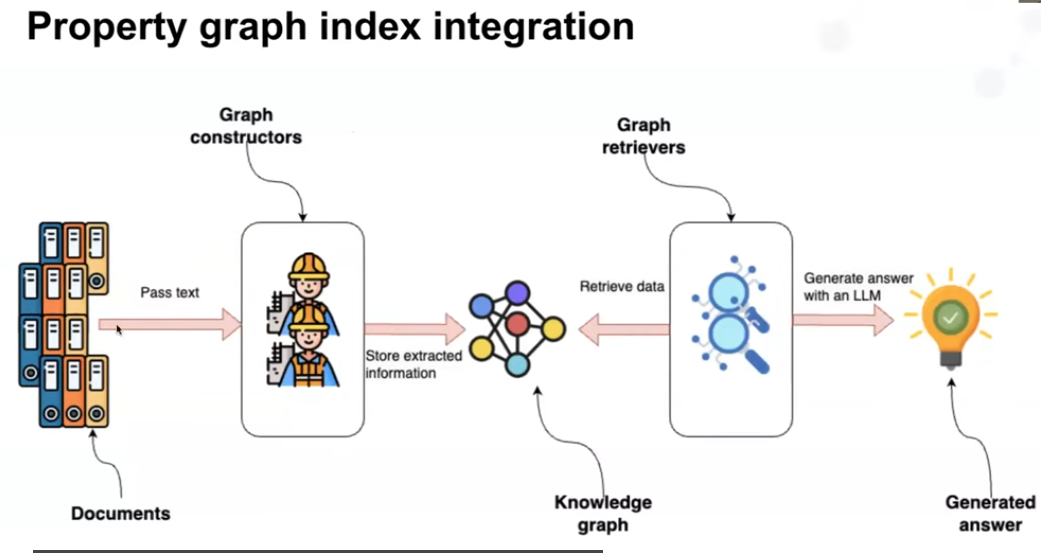 Property graph index integration
Graph
constructors
Graph
retrievers
Pass text
Store extracted
information
Retrieve data
Generate answer
with an LLM
Documents
Knowledge
graph
Generated
answer